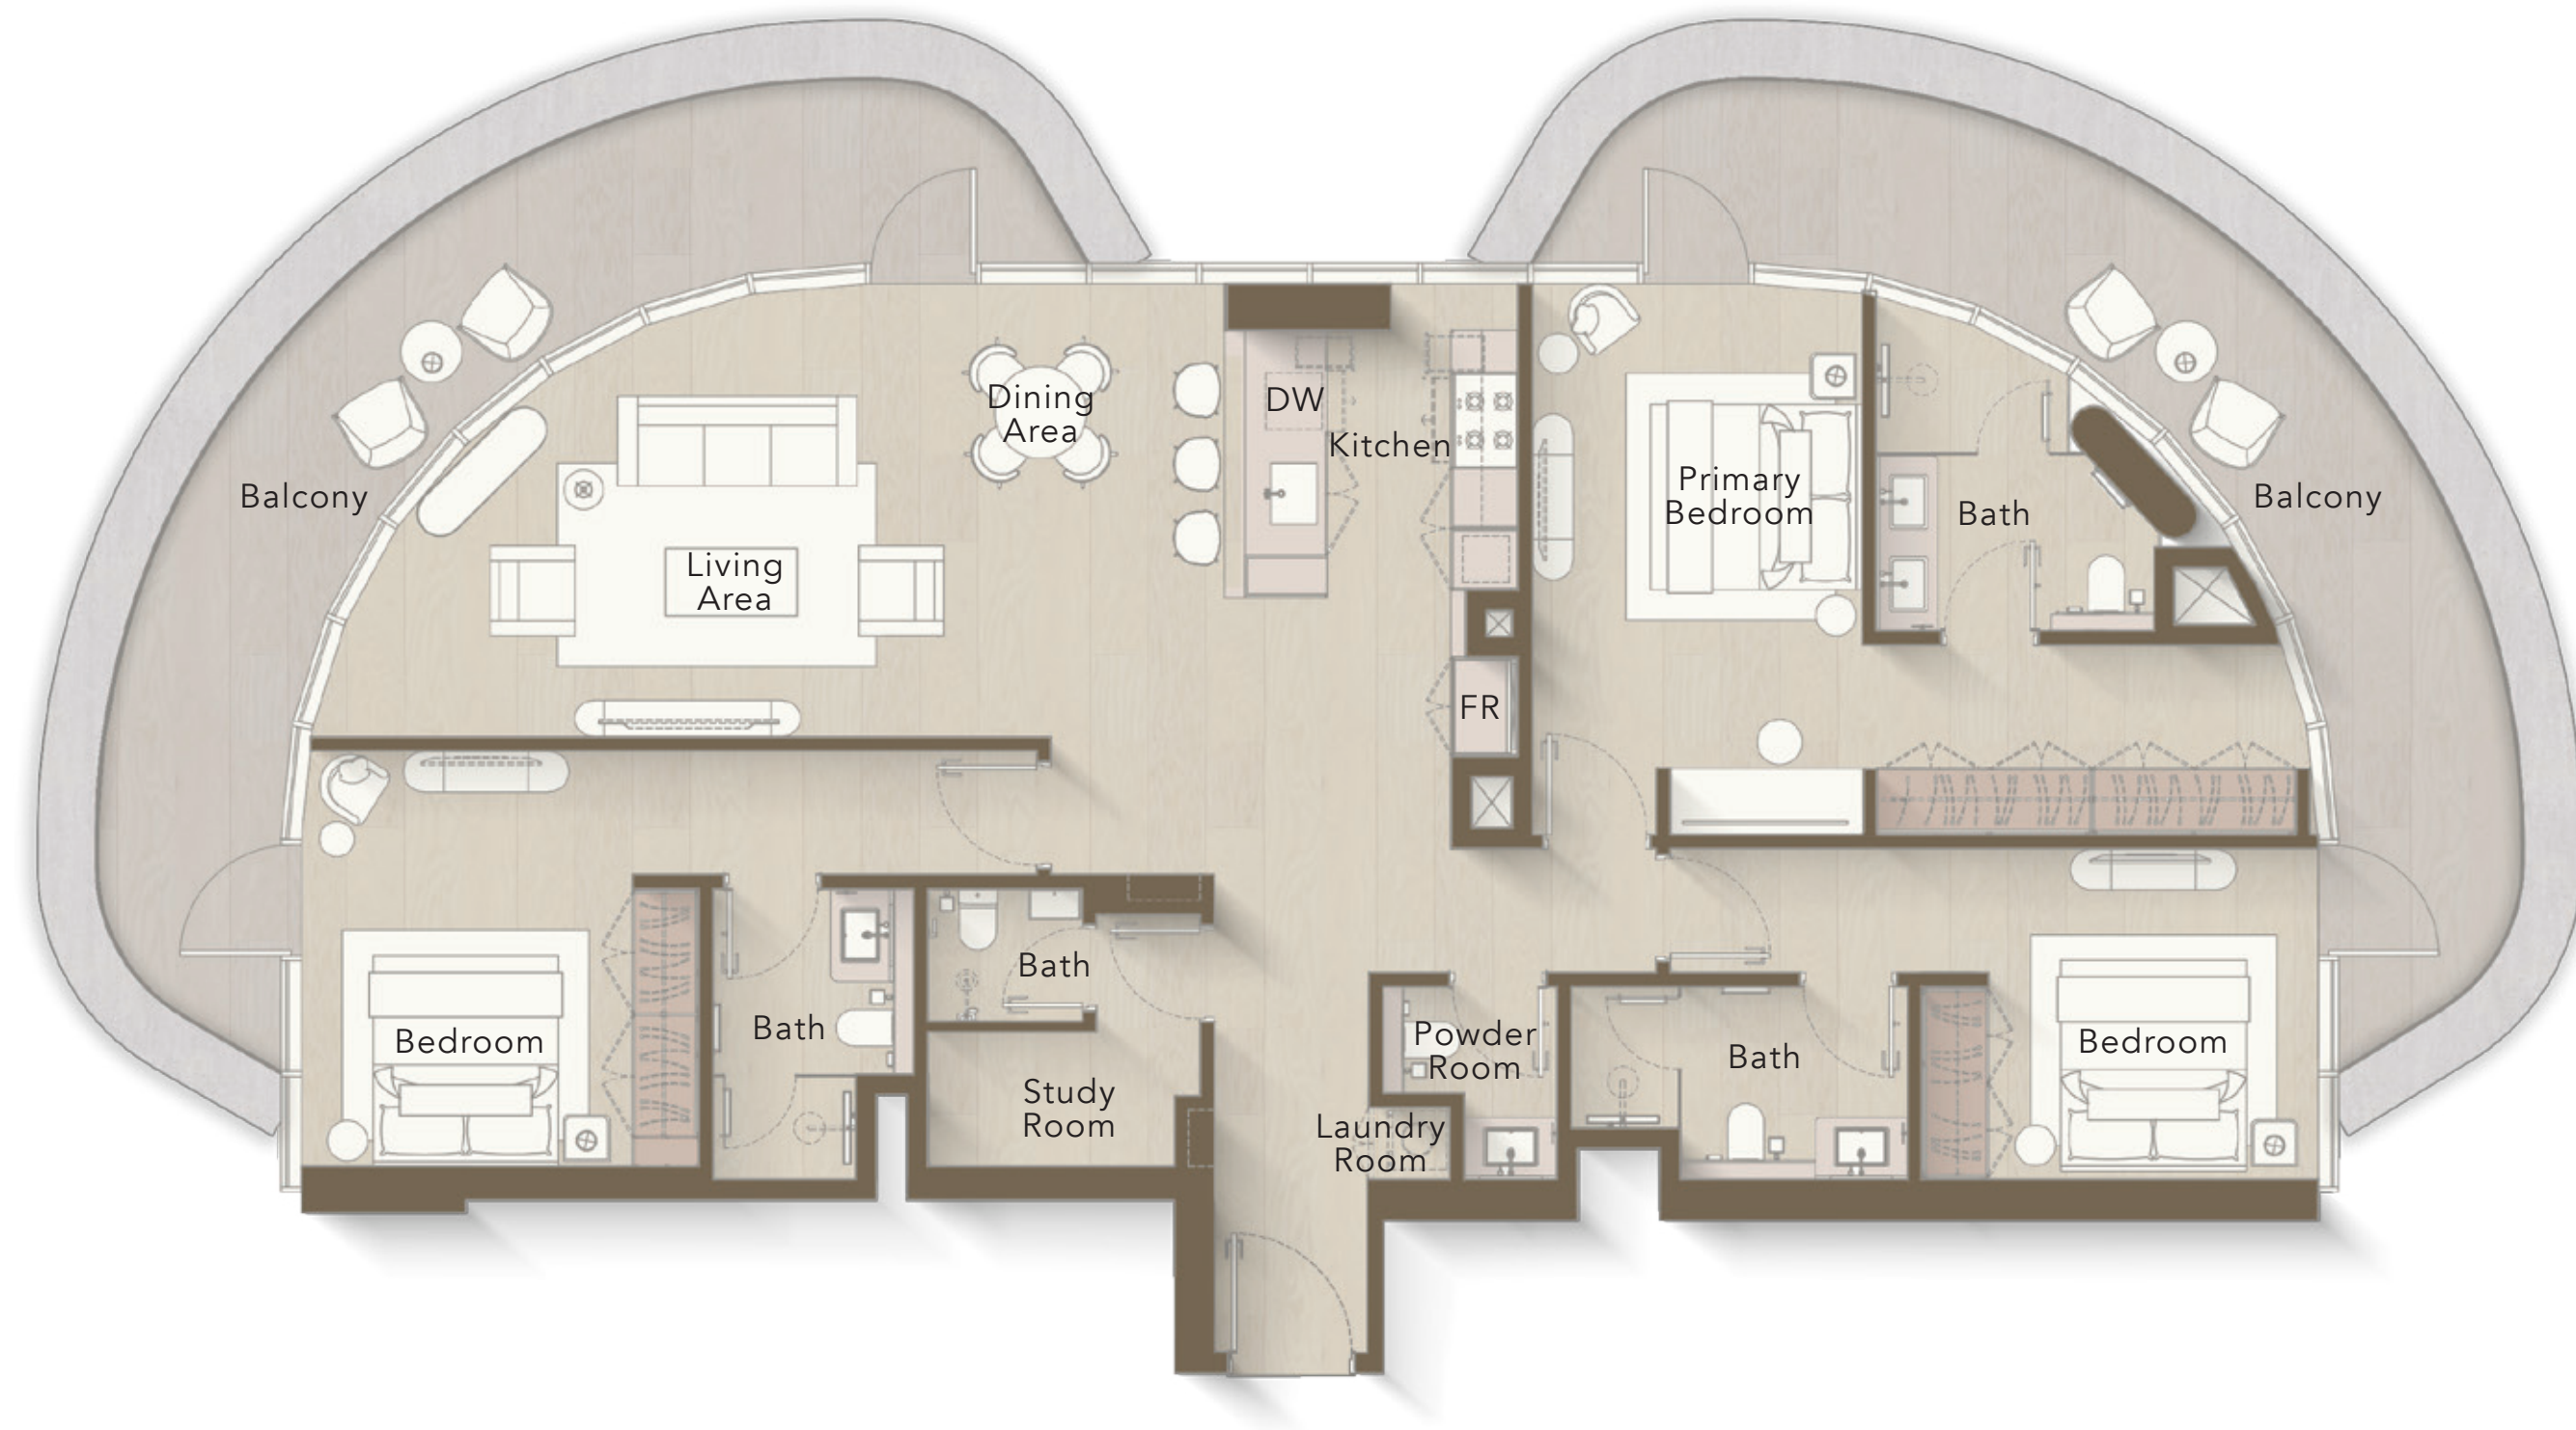 Dining
Area
DW
Kitchen
Primary
Bedroom
Balcony
Bath
Balcony
Living
Area
FR
Bath
Bath
Bedroom
Powder
Room
Bath
Bedroom
Study
Room
Laundry
Room